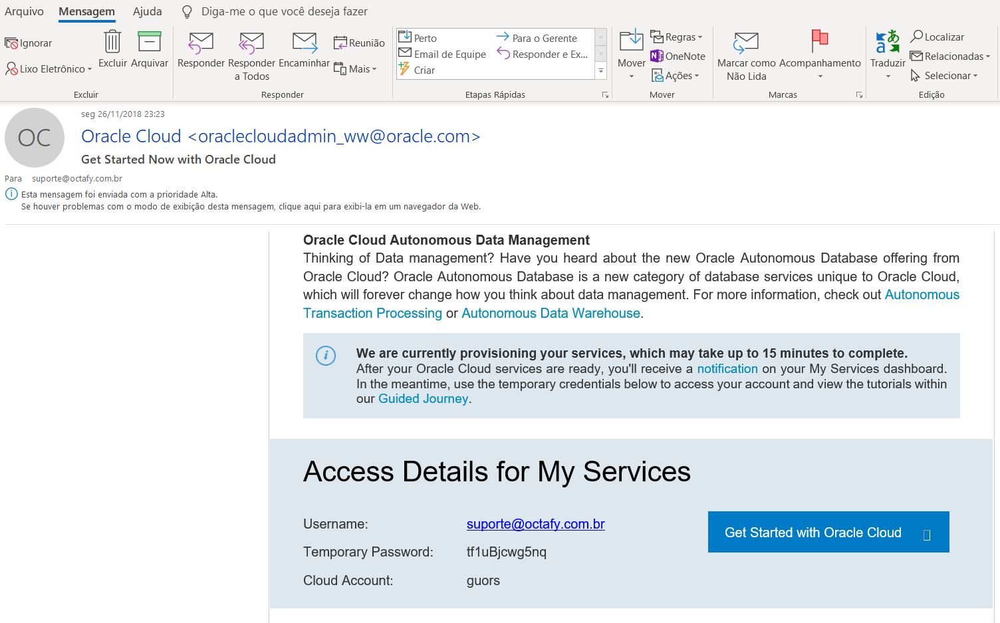 Arquivo Mensagem Ajuda Diga-me o que você deseja fazer
Ignorar
Lixo Eletrônico
Excluir
Arquivar
Excluir
Responder
Responder a Todos
Encaminhar
Reunião
Mais
Responder
Perto
Email de Equipe
Criar
Para o Gerente
Responder e Ex...
Etapas Rápidas
Mover
Regras
OneNote
Ações
Mover
Marcar como Não Lida
Acompanhamento
Marcas
Traduzir
Localizar
Relacionadas
Selecionar
Edição
OC
seg 26/11/2018 23:23
Oracle Cloud <oraclecloudadmin_ww@oracle.com>
Get Started Now with Oracle Cloud
Para suporte@octafy.com.br
Esta mensagem foi enviada com a prioridade Alta.
Se houver problemas com o modo de exibição desta mensagem, clique aqui para exibi-la em um navegador da Web.
Oracle Cloud Autonomous Data Management
Thinking of Data management? Have you heard about the new Oracle Autonomous Database offering from
Oracle Cloud? Oracle Autonomous Database is a new category of database services unique to Oracle Cloud,
which will forever change how you think about data management. For more information, check out Autonomous
Transaction Processing or Autonomous Data Warehouse.
We are currently provisioning your services, which may take up to 15 minutes to complete.
After your Oracle Cloud services are ready, you'll receive a notification on your My Services dashboard.
In the meantime, use the temporary credentials below to access your account and view the tutorials within
our Guided Journey.
Access Details for My Services
Username: suporte@octafy.com.br
Temporary Password: tf1uBjcwg5nq
Cloud Account: guors
Get Started with Oracle Cloud